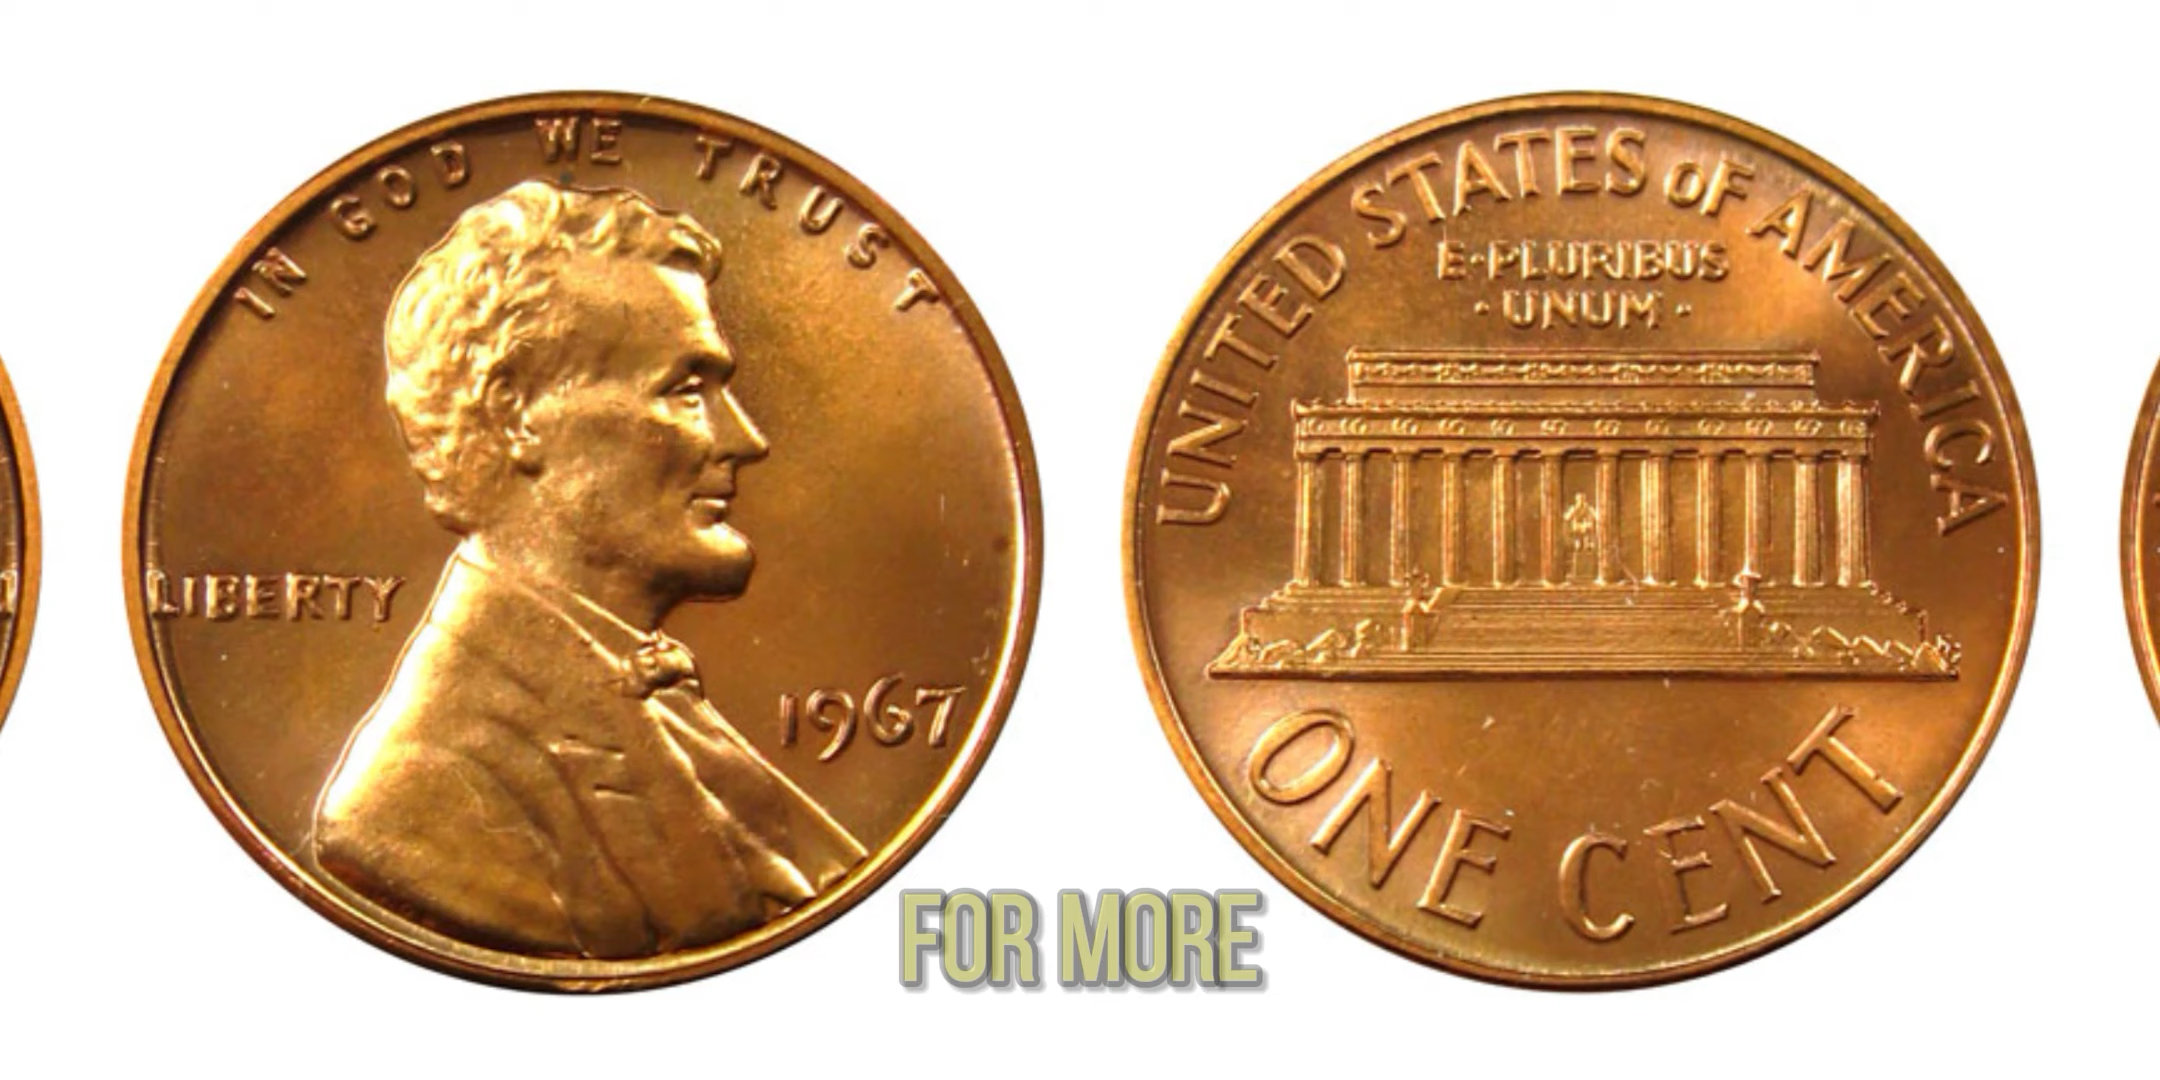 IN GOD WE TRUST
LIBERTY
1967
UNITED STATES OF AMERICA
E·PLURIBUS
·UNUM·
ONE CENT
FOR MORE